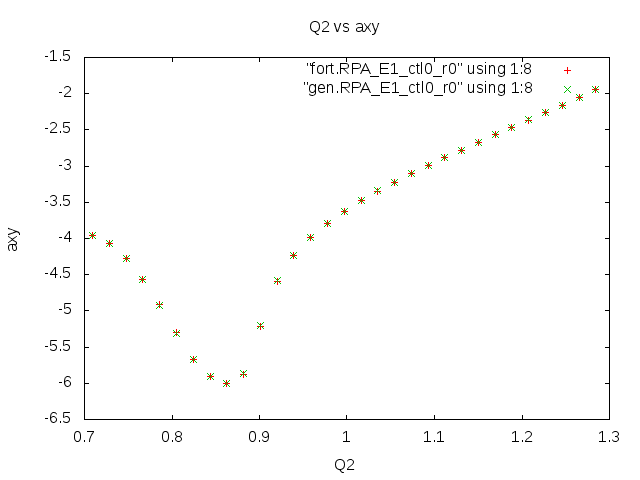 Q2 vs axy
-1.5
"fort.RPA_E1_ctl0_r0" using 1:8
-2
"gen.RPA_E1_ctl0_r0" using 1:8
-2.5
-3
-3.5
axy
-4
-4.5
-5
-5.5
-6
-6.5
0.7 0.8 0.9 1 1.1 1.2 1.3
Q2